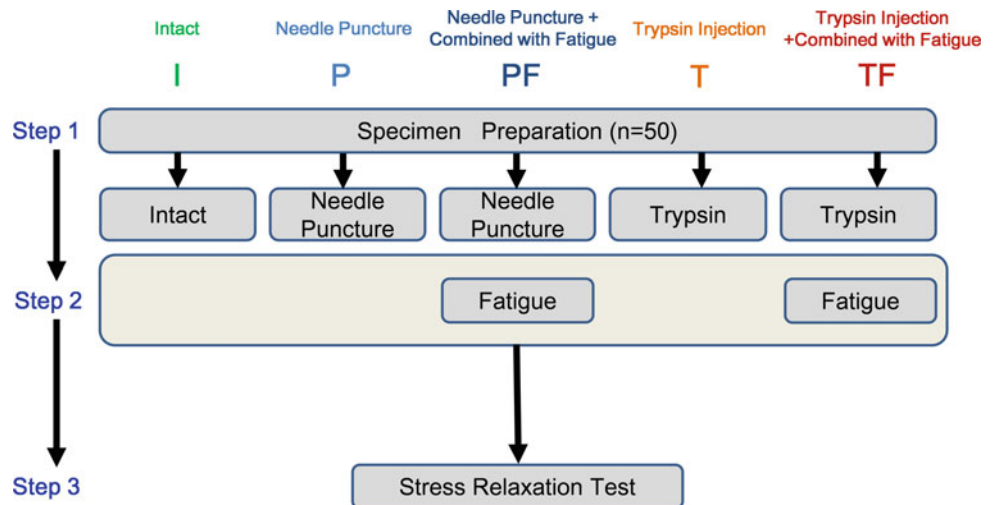 Intact
Needle Puncture
Needle Puncture +
Combined with Fatigue
Trypsin Injection
Trypsin Injection
+Combined with Fatigue
I
P
PF
T
TF
Step 1
Specimen Preparation (n=50)
Intact
Needle
Puncture
Needle
Puncture
Trypsin
Trypsin
Step 2
Fatigue
Fatigue
Step 3
Stress Relaxation Test